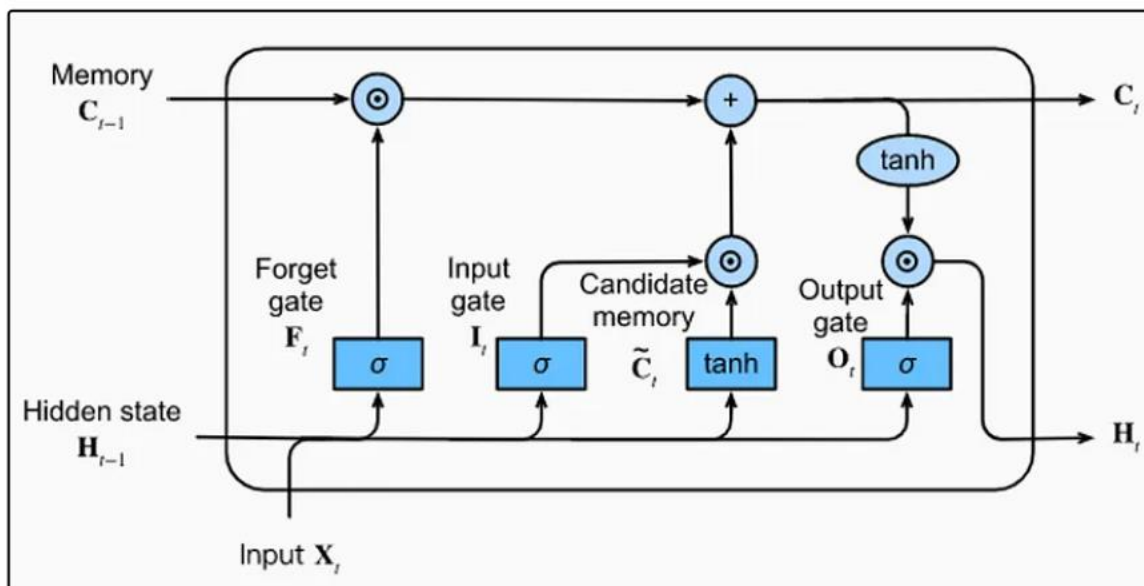 Memory
C_{t-1}
⊙
+
C_t
tanh
Forget
gate
F_t
σ
Input
gate
I_t
σ
⊙
Candidate
memory
C̃_t
tanh
⊙
Output
gate
O_t
σ
Hidden state
H_{t-1}
H_t
Input X_t